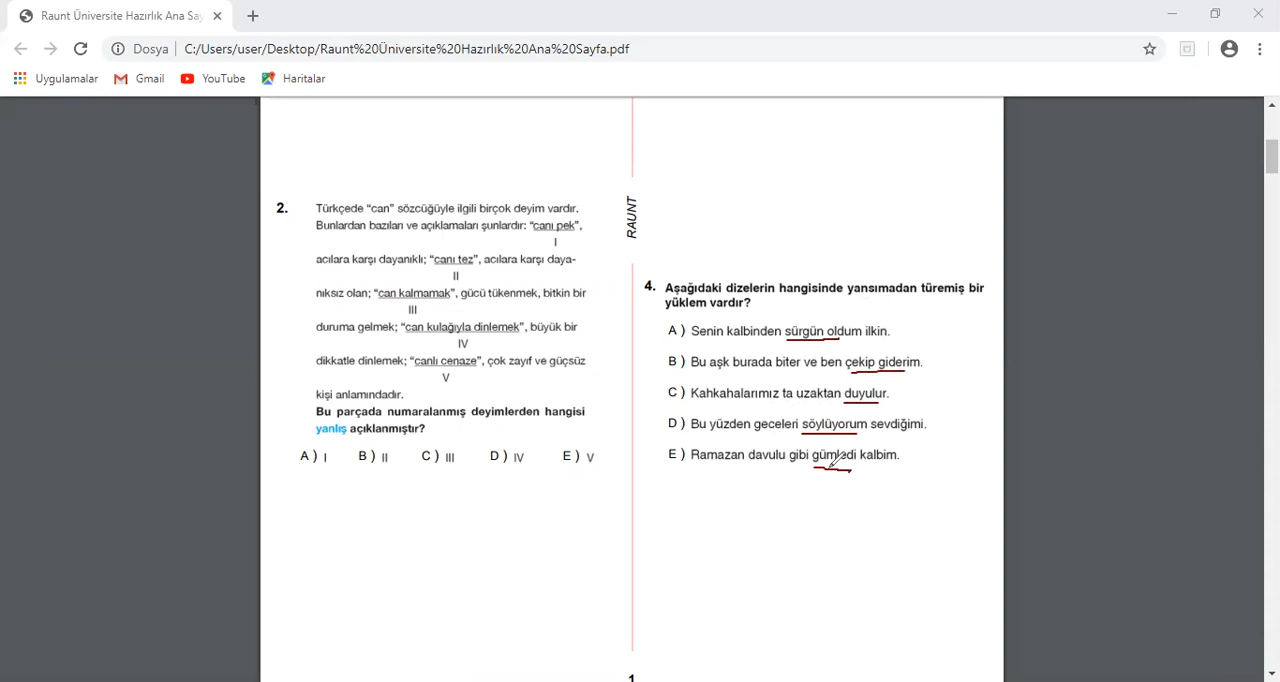 Raunt Üniversite Hazırlık Ana Say
Dosya
C:/Users/user/Desktop/Raunt%20Üniversite%20Hazırlık%20Ana%20Sayfa.pdf
Uygulamalar
Gmail
YouTube
Haritalar
2.
Türkçede “can” sözcüğüyle ilgili birçok deyim vardır.
Bunlardan bazıları ve açıklamaları şunlardır: “canı pek”,
I
acılara karşı dayanıklı; “canı tez”, acılara karşı daya-
II
nıksız olan; “can kalmamak”, gücü tükenmek, bitkin bir
III
duruma gelmek; “can kulağıyla dinlemek”, büyük bir
IV
dikkatle dinlemek; “canlı cenaze”, çok zayıf ve güçsüz
V
kişi anlamındadır.
Bu parçada numaralanmış deyimlerden hangisi
yanlış açıklanmıştır?
A ) I B ) II C ) III D ) IV E ) V
RAUNT
4. Aşağıdaki dizelerin hangisinde yansımadan türemiş bir
yüklem vardır?
A ) Senin kalbinden sürgün oldum ilkin.
B ) Bu aşk burada biter ve ben çekip giderim.
C ) Kahkahalarımız ta uzaktan duyulur.
D ) Bu yüzden geceleri söylüyorum sevdiğimi.
E ) Ramazan davulu gibi gümledi kalbim.
1